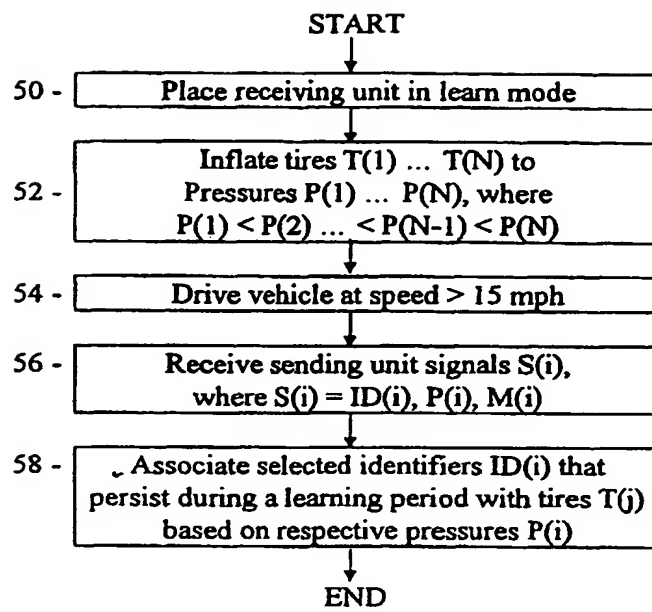 START
50 - Place receiving unit in learn mode
Inflate tires T(1) ... T(N) to
52 - Pressures P(1) ... P(N), where
P(1) < P(2) ... < P(N-1) < P(N)
54 - Drive vehicle at speed > 15 mph
56 - Receive sending unit signals S(i),
where S(i) = ID(i), P(i), M(i)
58 - Associate selected identifiers ID(i) that
persist during a learning period with tires T(j)
based on respective pressures P(i)
END